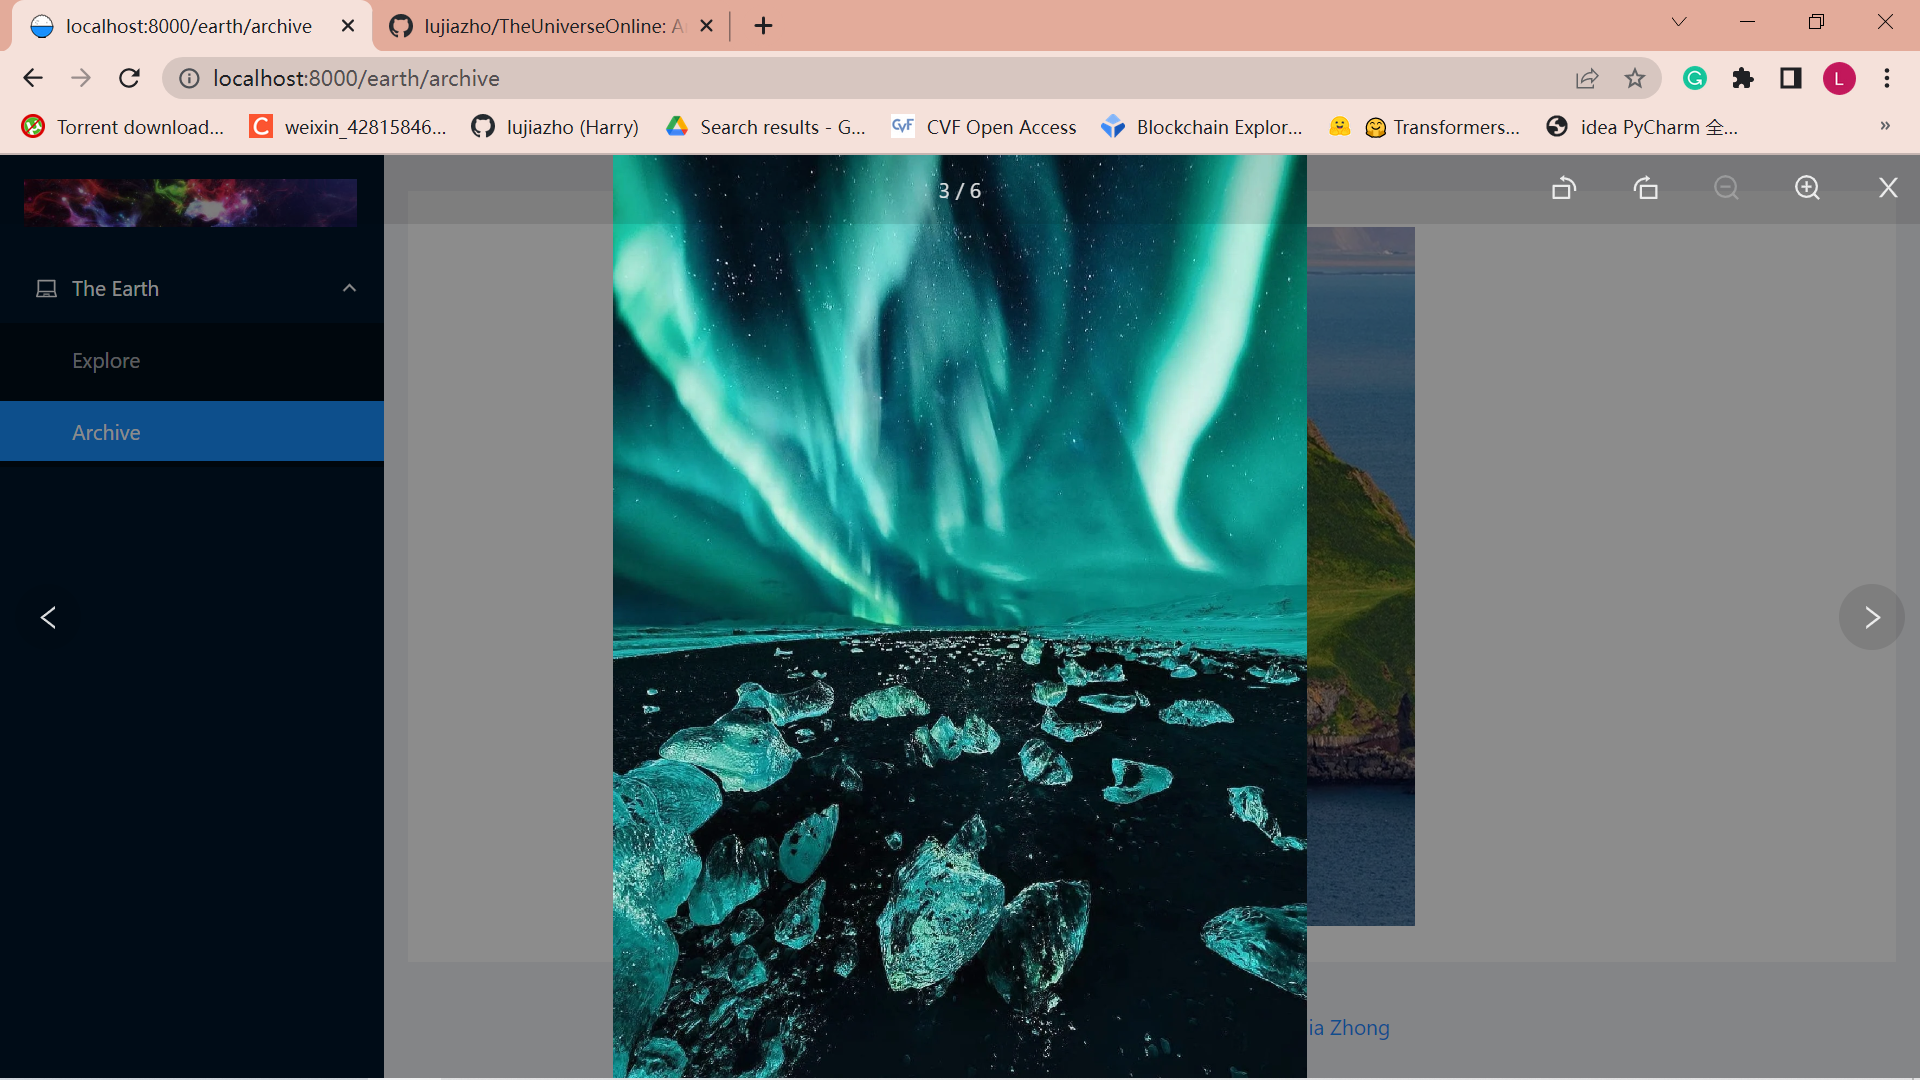 localhost:8000/earth/archive
lujiazho/TheUniverseOnline: A
localhost:8000/earth/archive
L
Torrent download...
C weixin_42815846...
lujiazho (Harry)
Search results - G...
CVF CVF Open Access
Blockchain Explor...
Transformers...
idea PyCharm 全...
»
3 / 6
The Earth
Explore
Archive
ia Zhong